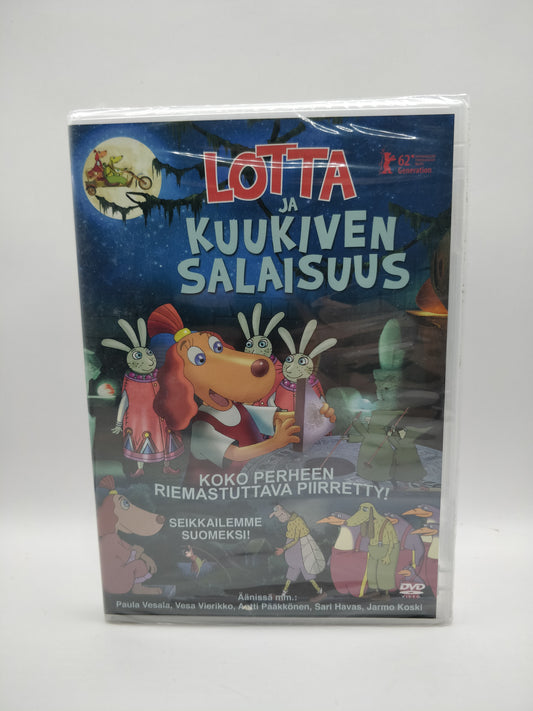 LOTTA
JA
KUUKIVEN
SALAISUUS
62
Generation
KOKO PERHEEN
RIEMASTUTTAVA PIIRRETTY!
SEIKKAILEMME
SUOMEKSI!
Äänissä mm.:
Paula Vesala, Vesa Vierikko, Antti Pääkkönen, Sari Havas, Jarmo Koski
DVD
VIDEO